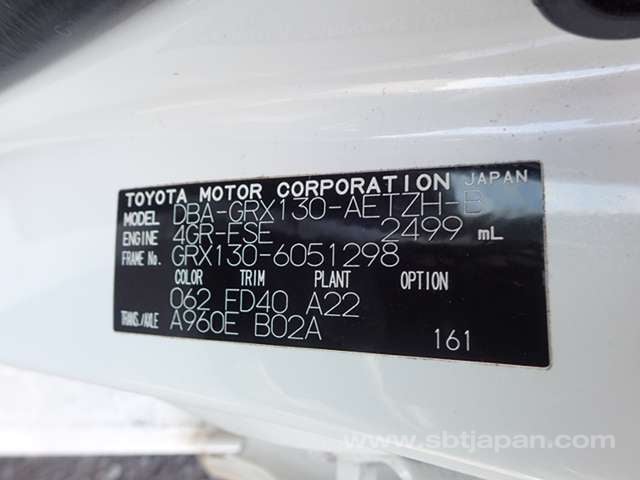 TOYOTA MOTOR CORPORATION JAPAN
MODEL DBA-GRX130-AETZH-B
ENGINE 4GR-FSE 2499 mL
FRAME No. GRX130-6051298
COLOR TRIM PLANT OPTION
062 FD40 A22
TRANS./AXLE A960E B02A
161
www.sbtjapan.com